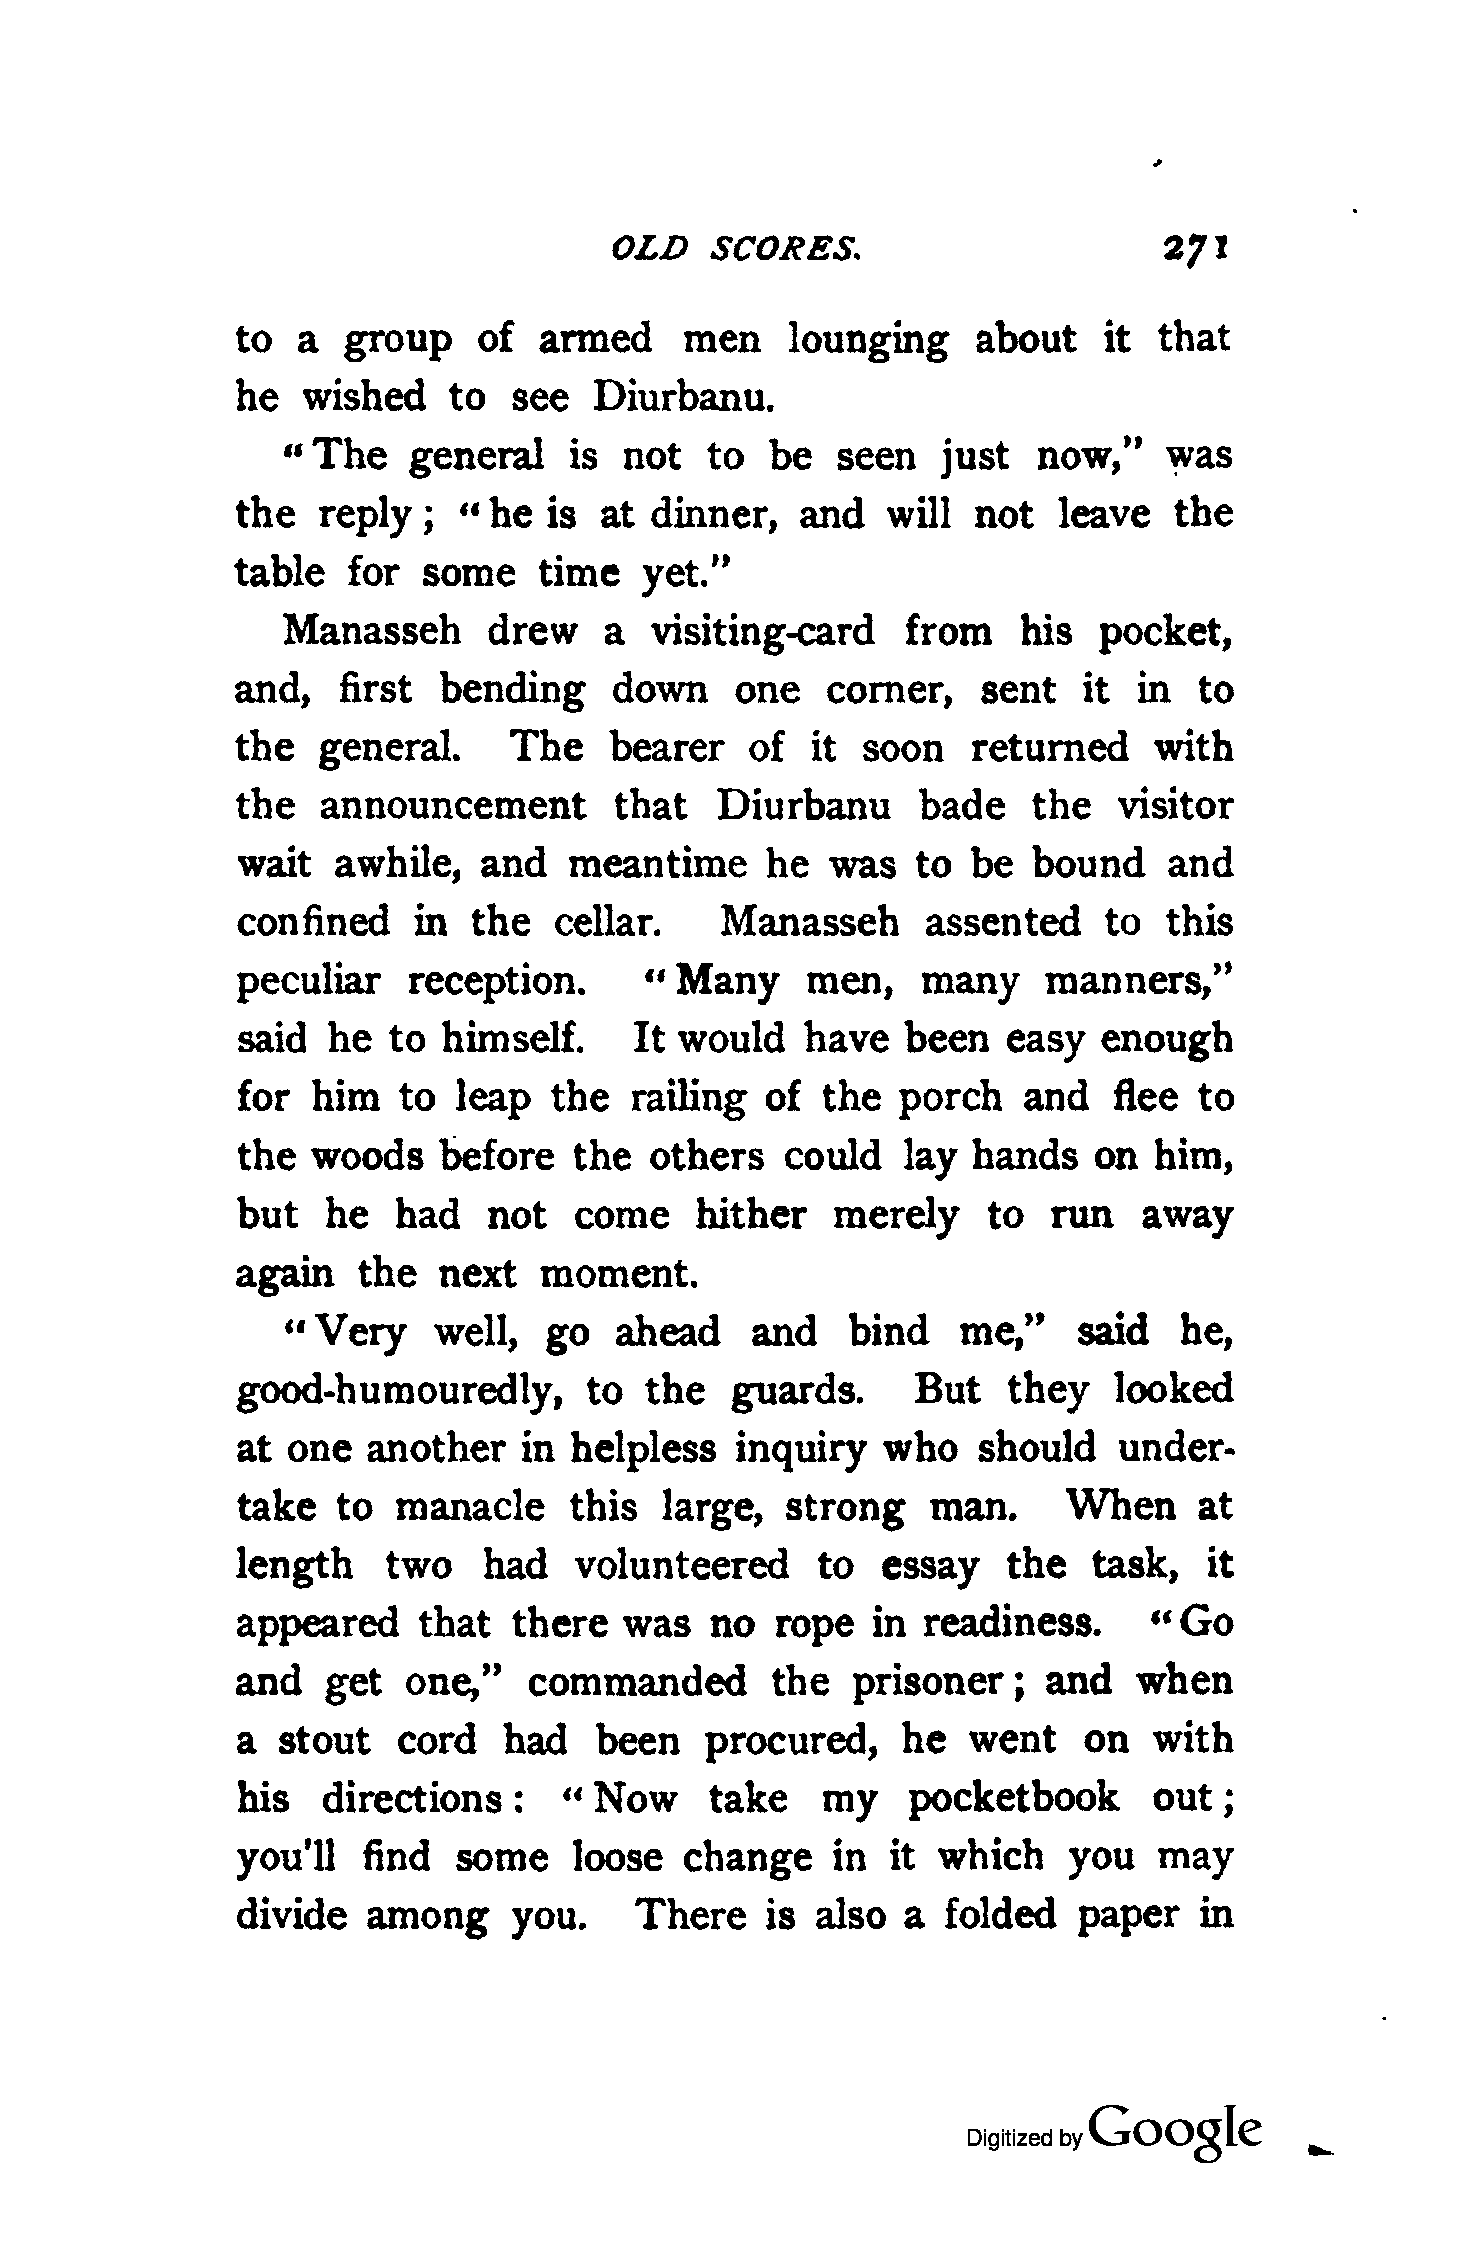 OLD SCORES. 271
to a group of armed men lounging about it that
he wished to see Diurbanu.
"The general is not to be seen just now," was
the reply; "he is at dinner, and will not leave the
table for some time yet."
Manasseh drew a visiting-card from his pocket,
and, first bending down one corner, sent it in to
the general. The bearer of it soon returned with
the announcement that Diurbanu bade the visitor
wait awhile, and meantime he was to be bound and
confined in the cellar. Manasseh assented to this
peculiar reception. "Many men, many manners,"
said he to himself. It would have been easy enough
for him to leap the railing of the porch and flee to
the woods before the others could lay hands on him,
but he had not come hither merely to run away
again the next moment.
"Very well, go ahead and bind me," said he,
good-humouredly, to the guards. But they looked
at one another in helpless inquiry who should under-
take to manacle this large, strong man. When at
length two had volunteered to essay the task, it
appeared that there was no rope in readiness. "Go
and get one," commanded the prisoner; and when
a stout cord had been procured, he went on with
his directions: "Now take my pocketbook out;
you'll find some loose change in it which you may
divide among you. There is also a folded paper in
Digitized by Google